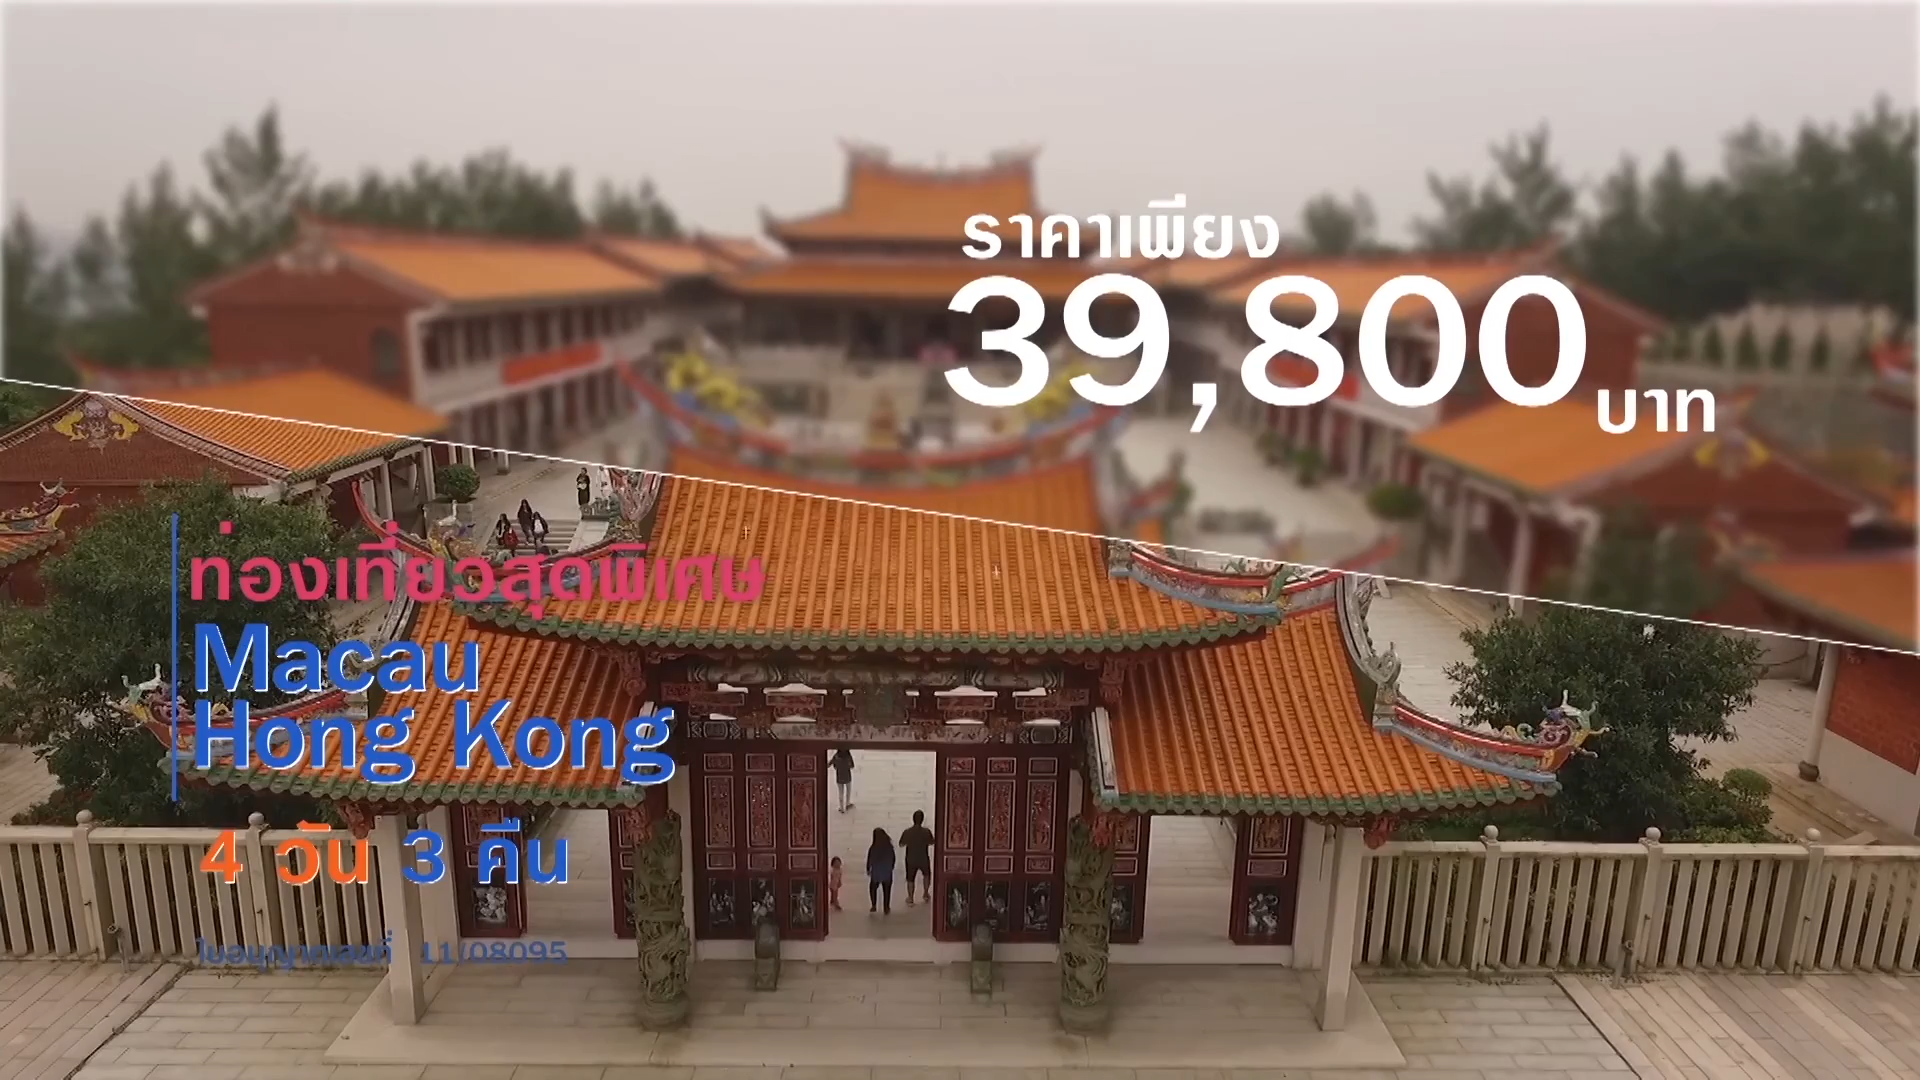 ราคาเพียง
39,800 บาท
ท่องเที่ยวสุดพิเศษ
Macau
Hong Kong
4 วัน 3 คืน
ใบอนุญาตเลขที่ 11/08095